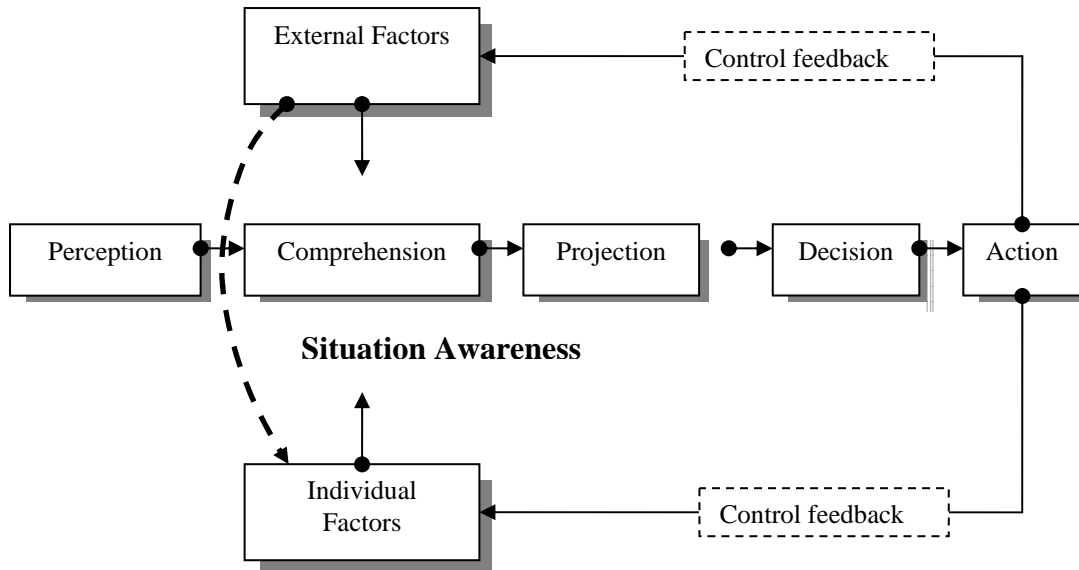 External Factors
Control feedback
Perception
Comprehension
Projection
Decision
Action
Situation Awareness
Individual
Factors
Control feedback